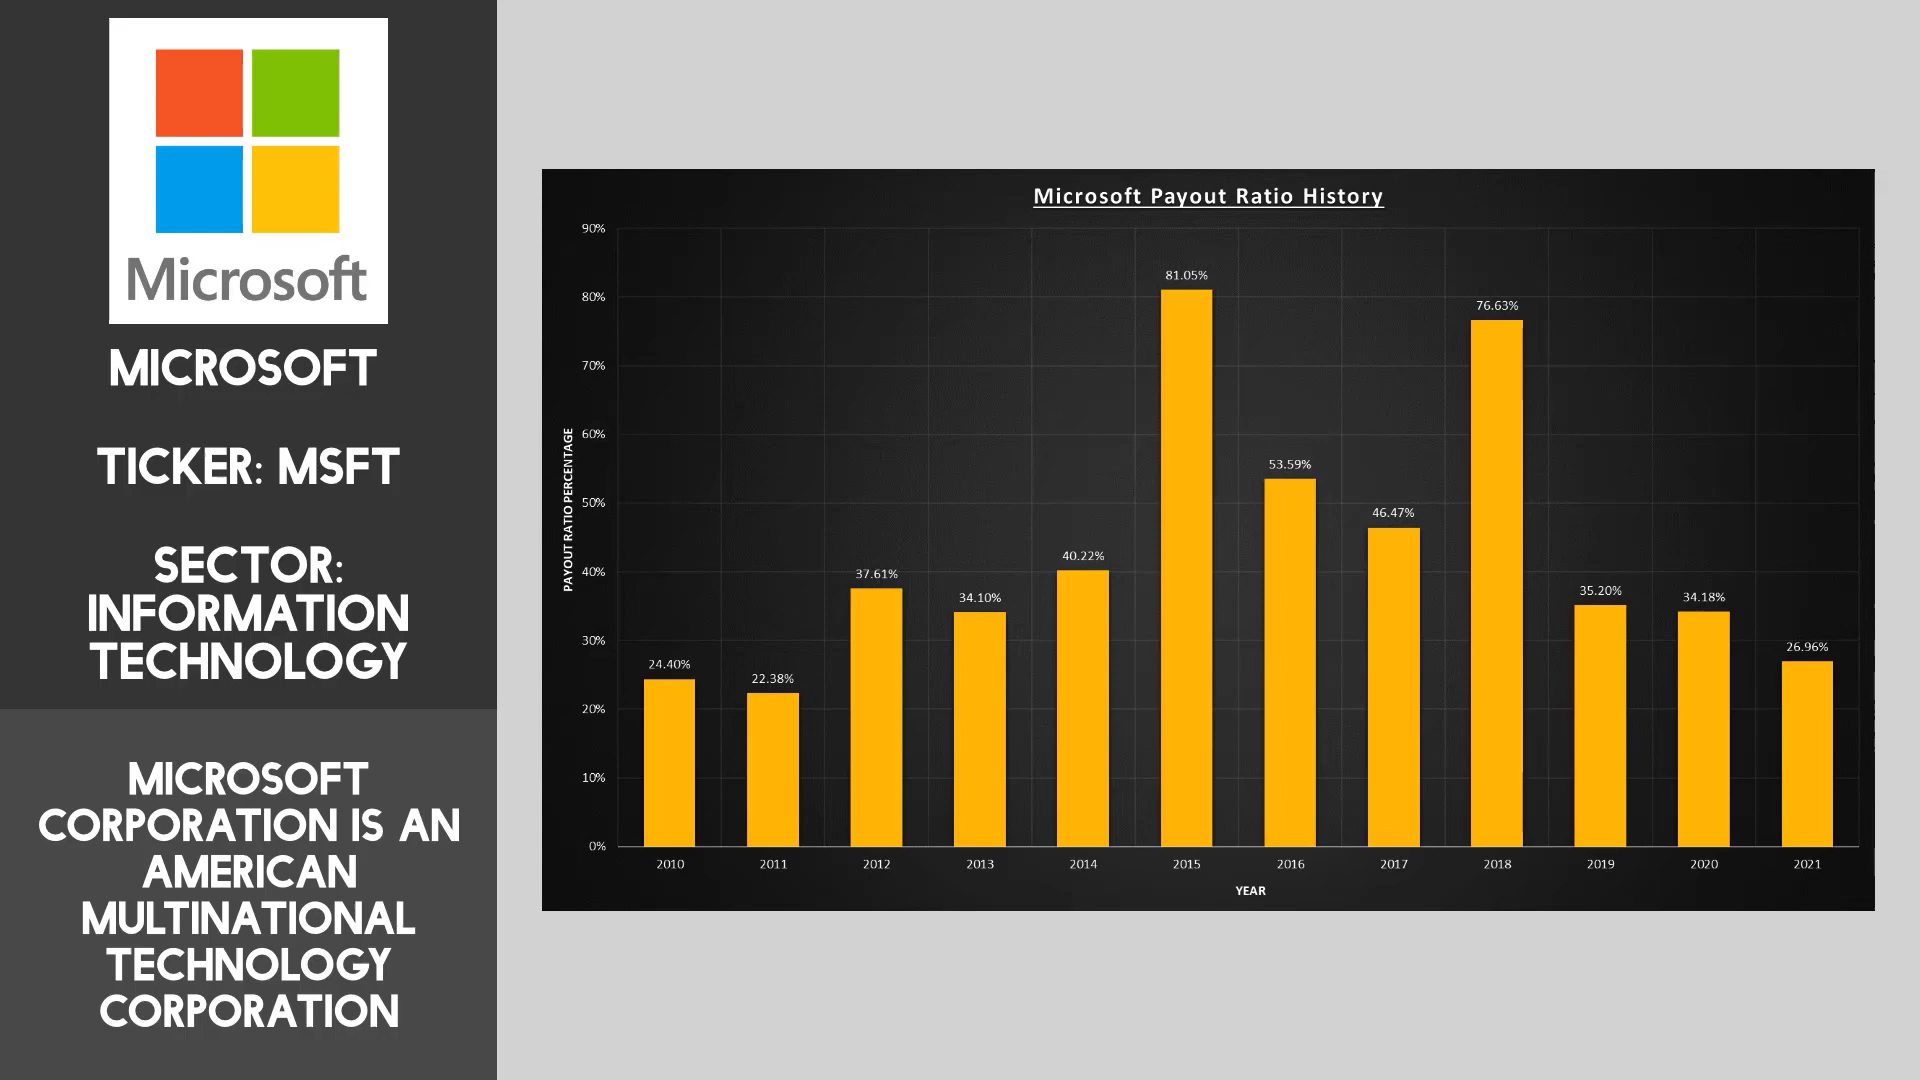 Microsoft
MICROSOFT
TICKER: MSFT
SECTOR:
INFORMATION
TECHNOLOGY
MICROSOFT
CORPORATION IS AN
AMERICAN
MULTINATIONAL
TECHNOLOGY
CORPORATION
Microsoft Payout Ratio History
PAYOUT RATIO PERCENTAGE
90%
80%
70%
60%
50%
40%
30%
20%
10%
0%
24.40%
22.38%
37.61%
34.10%
40.22%
81.05%
53.59%
46.47%
76.63%
35.20%
34.18%
26.96%
2010 2011 2012 2013 2014 2015 2016 2017 2018 2019 2020 2021
YEAR